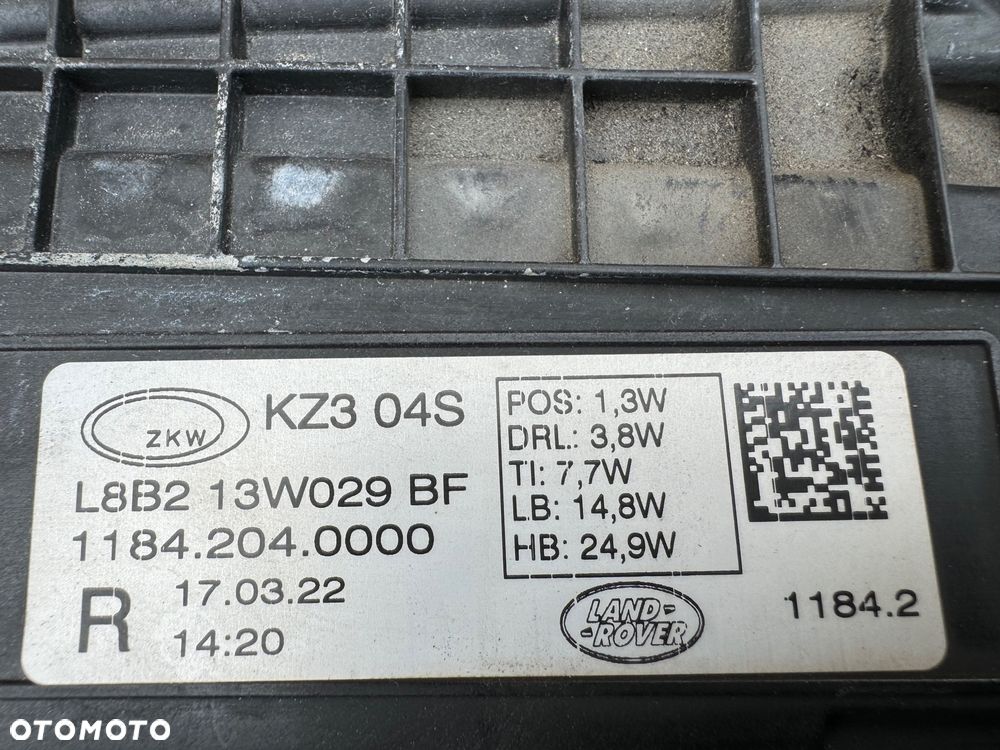 ZKW
KZ3 04S
L8B2 13W029 BF
1184.204.0000
R
17.03.22
14:20
POS: 1,3W
DRL: 3,8W
TI: 7,7W
LB: 14,8W
HB: 24,9W
LAND-
-ROVER
1184.2
OTOMOTO